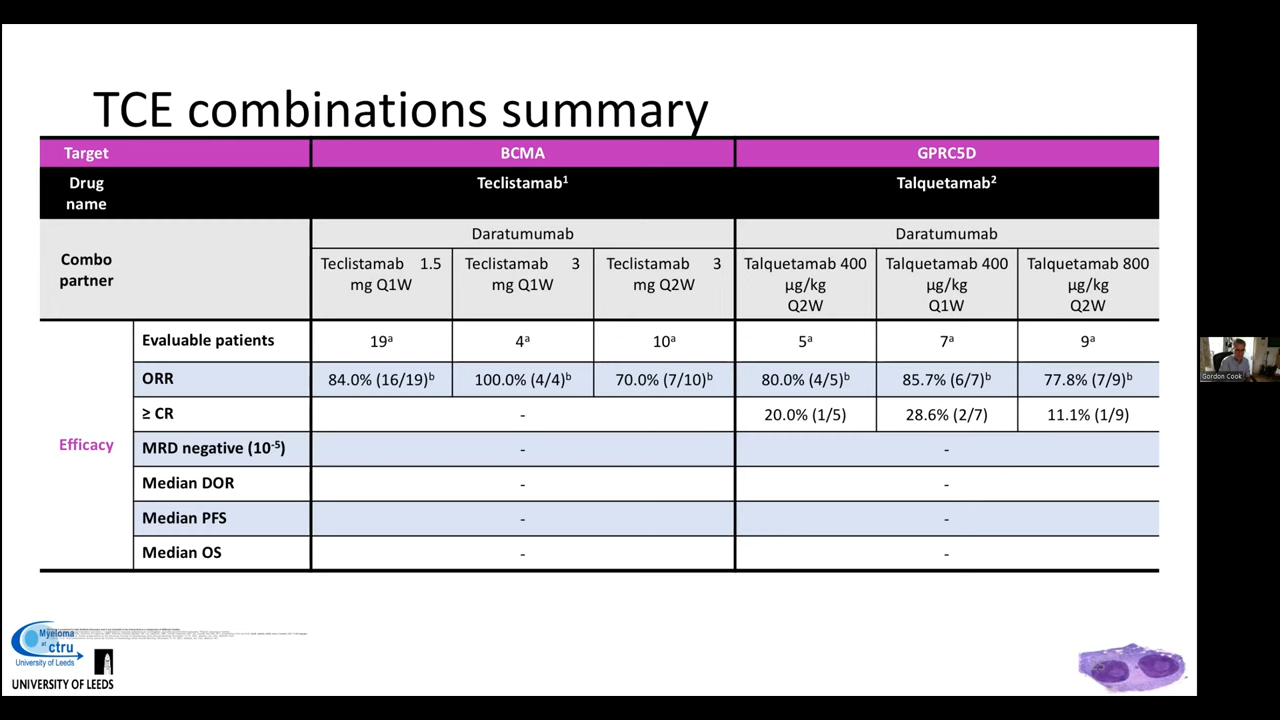 TCE combinations summary
Target BCMA GPRC5D
Drug name Teclistamab1 Talquetamab2
Combo partner
Daratumumab Daratumumab
Teclistamab 1.5 mg Q1W
Teclistamab 3 mg Q1W
Teclistamab 3 mg Q2W
Talquetamab 400 µg/kg Q2W
Talquetamab 400 µg/kg Q1W
Talquetamab 800 µg/kg Q2W
Efficacy
Evaluable patients 19a 4a 10a 5a 7a 9a
ORR 84.0% (16/19)b 100.0% (4/4)b 70.0% (7/10)b 80.0% (4/5)b 85.7% (6/7)b 77.8% (7/9)b
≥ CR - 20.0% (1/5) 28.6% (2/7) 11.1% (1/9)
MRD negative (10-5) - -
Median DOR - -
Median PFS - -
Median OS - -
Gordon Cook
Myeloma
at ctru
University of Leeds
UNIVERSITY OF LEEDS